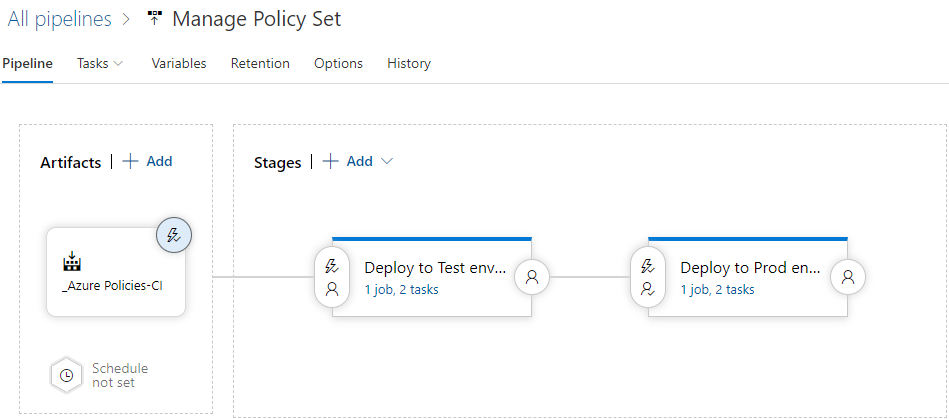 All pipelines > Manage Policy Set
Pipeline Tasks Variables Retention Options History
Artifacts | + Add
Stages | + Add
_Azure Policies-CI
Schedule
not set
Deploy to Test env...
1 job, 2 tasks
Deploy to Prod en...
1 job, 2 tasks